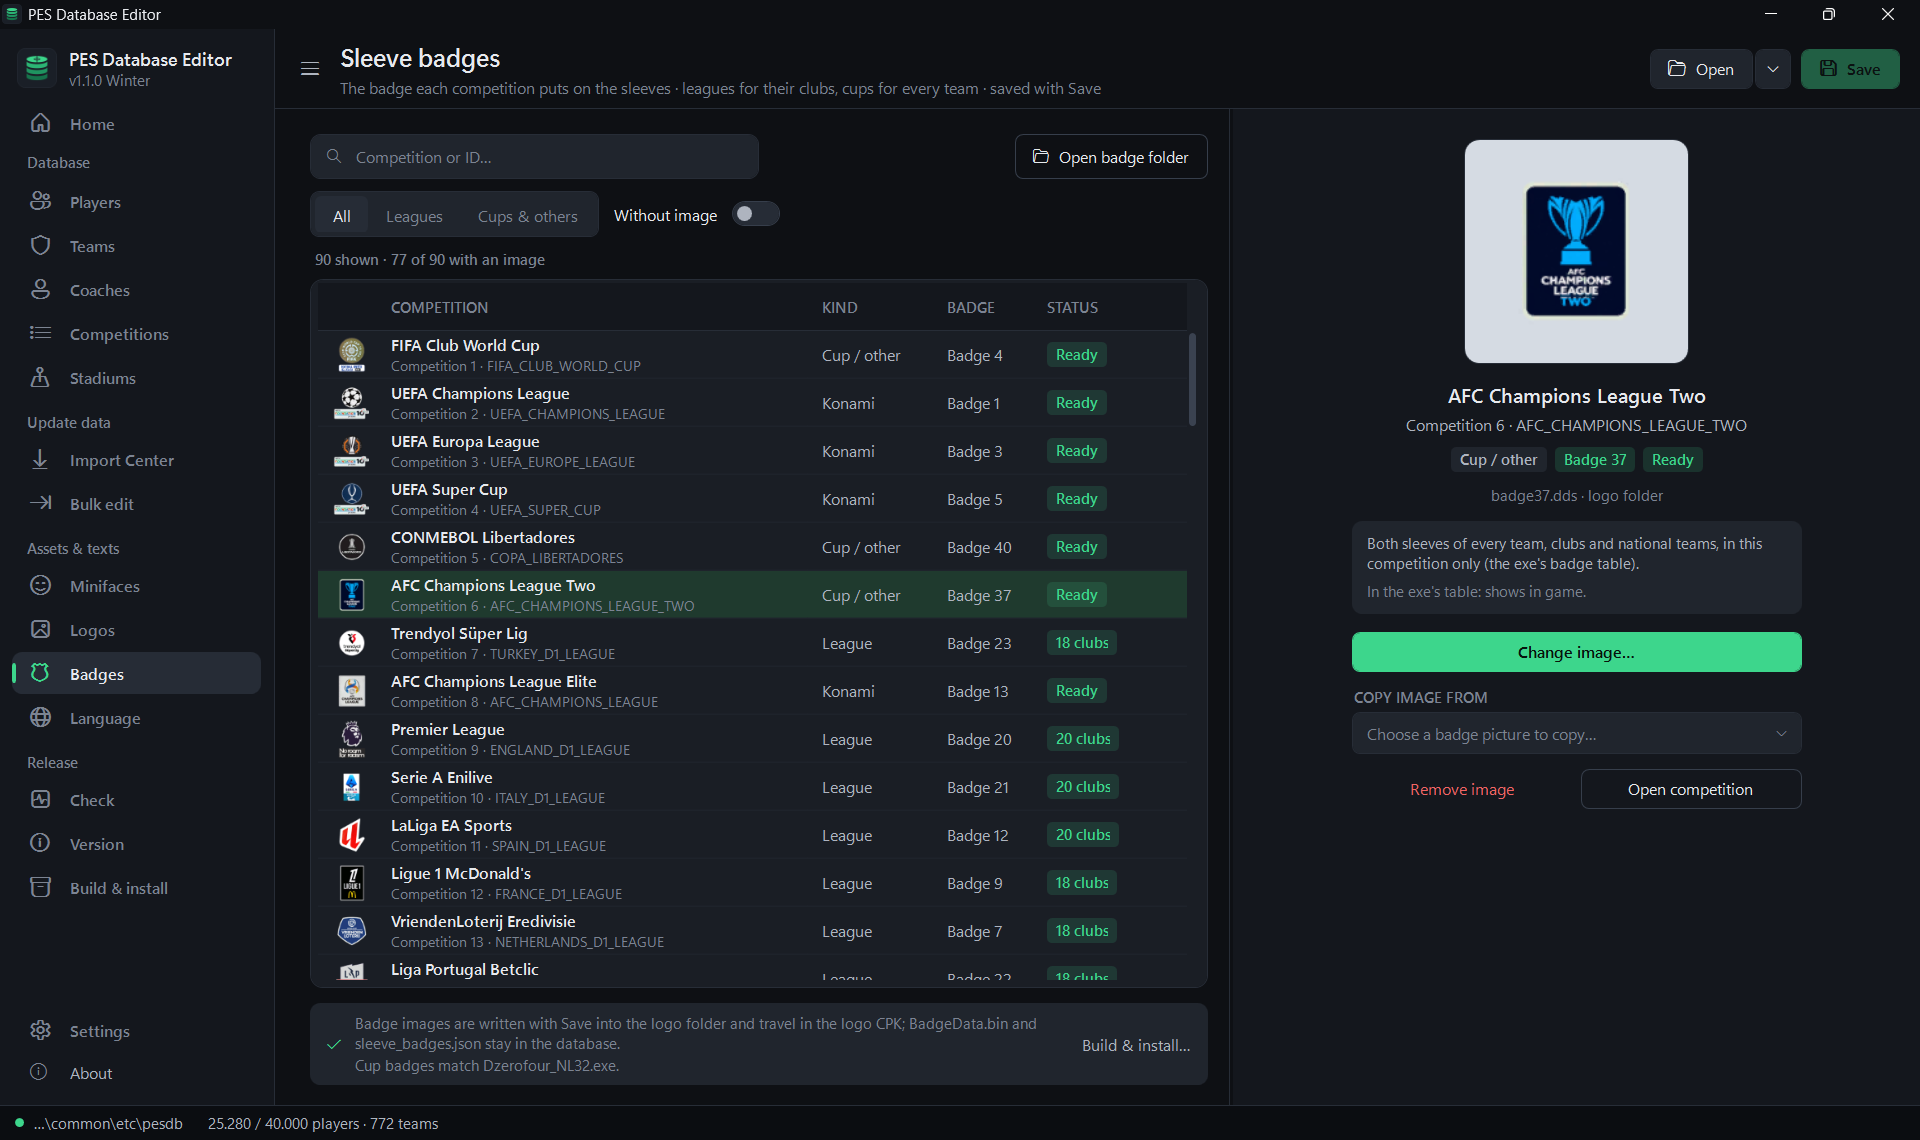 PES Database Editor
PES Database Editor
v1.1.0 Winter
Home
Database
Players
Teams
Coaches
Competitions
Stadiums
Update data
Import Center
Bulk edit
Assets & texts
Minifaces
Logos
Badges
Language
Release
Check
Version
Build & install
Settings
About
Sleeve badges
The badge each competition puts on the sleeves · leagues for their clubs, cups for every team · saved with Save
Open
Save
Competition or ID...
Open badge folder
All
Leagues
Cups & others
Without image
90 shown · 77 of 90 with an image
COMPETITION KIND BADGE STATUS
FIFA Club World Cup
Competition 1 · FIFA_CLUB_WORLD_CUP
Cup / other Badge 4 Ready
UEFA Champions League
Competition 2 · UEFA_CHAMPIONS_LEAGUE
Konami Badge 1 Ready
UEFA Europa League
Competition 3 · UEFA_EUROPE_LEAGUE
Konami Badge 3 Ready
UEFA Super Cup
Competition 4 · UEFA_SUPER_CUP
Konami Badge 5 Ready
CONMEBOL Libertadores
Competition 5 · COPA_LIBERTADORES
Cup / other Badge 40 Ready
AFC Champions League Two
Competition 6 · AFC_CHAMPIONS_LEAGUE_TWO
Cup / other Badge 37 Ready
Trendyol Süper Lig
Competition 7 · TURKEY_D1_LEAGUE
League Badge 23 18 clubs
AFC Champions League Elite
Competition 8 · AFC_CHAMPIONS_LEAGUE
Konami Badge 13 Ready
Premier League
Competition 9 · ENGLAND_D1_LEAGUE
League Badge 20 20 clubs
Serie A Enilive
Competition 10 · ITALY_D1_LEAGUE
League Badge 21 20 clubs
LaLiga EA Sports
Competition 11 · SPAIN_D1_LEAGUE
League Badge 12 20 clubs
Ligue 1 McDonald's
Competition 12 · FRANCE_D1_LEAGUE
League Badge 9 18 clubs
VriendenLoterij Eredivisie
Competition 13 · NETHERLANDS_D1_LEAGUE
League Badge 7 18 clubs
Liga Portugal Betclic
League Badge 22 18 clubs
Badge images are written with Save into the logo folder and travel in the logo CPK; BadgeData.bin and
sleeve_badges.json stay in the database.
Cup badges match Dzerofour_NL32.exe.
Build & install...
AFC
CHAMPIONS
LEAGUE
TWO
AFC Champions League Two
Competition 6 · AFC_CHAMPIONS_LEAGUE_TWO
Cup / other Badge 37 Ready
badge37.dds · logo folder
Both sleeves of every team, clubs and national teams, in this
competition only (the exe's badge table).
In the exe's table: shows in game.
Change image...
COPY IMAGE FROM
Choose a badge picture to copy...
Remove image
Open competition
...\common\etc\pesdb
25.280 / 40.000 players · 772 teams